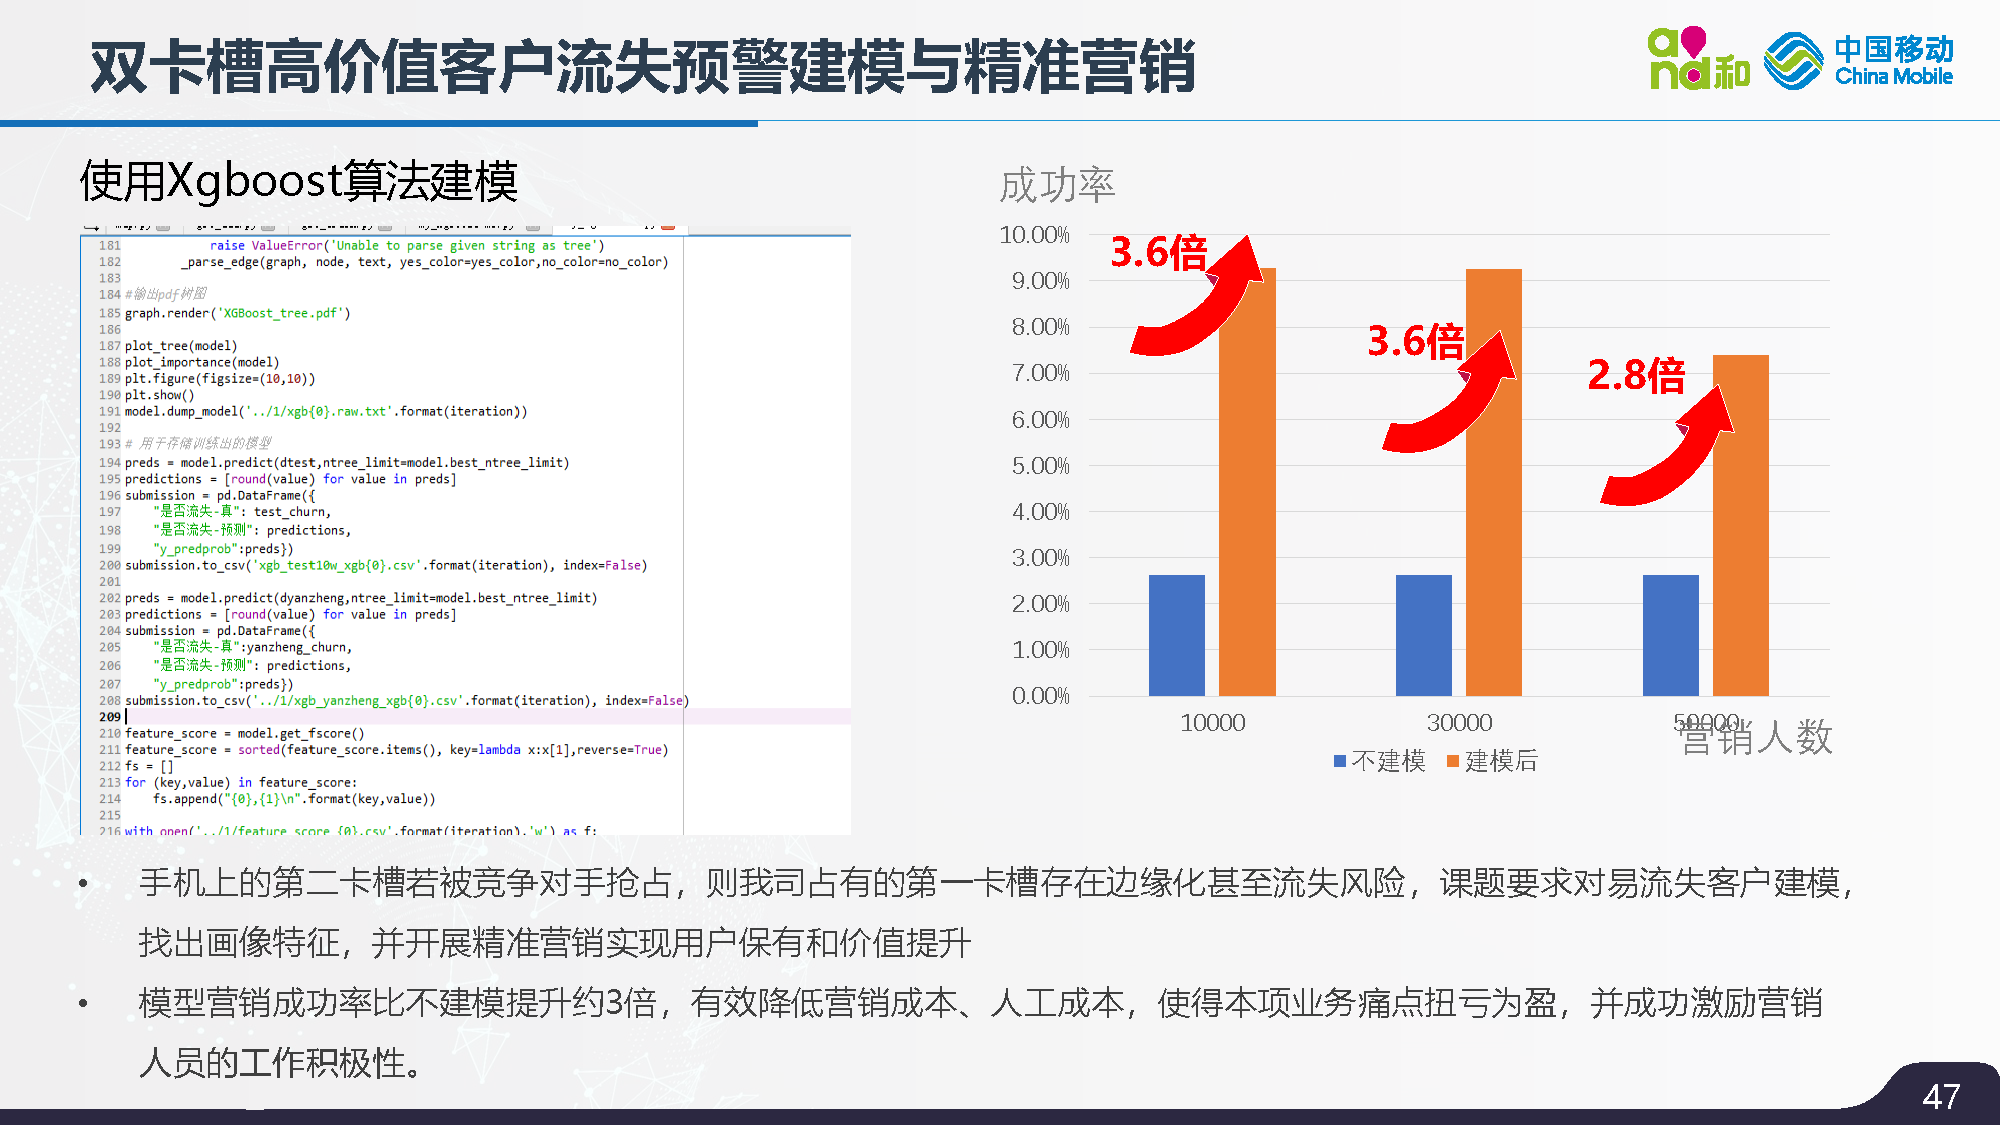 双卡槽高价值客户流失预警建模与精准营销
and和
中国移动
China Mobile
使用Xgboost算法建模
181 raise ValueError('Unable to parse given string as tree')
182 _parse_edge(graph, node, text, yes_color=yes_color,no_color=no_color)
183
184 #输出pdf树图
185 graph.render('XGBoost_tree.pdf')
186
187 plot_tree(model)
188 plot_importance(model)
189 plt.figure(figsize=(10,10))
190 plt.show()
191 model.dump_model('../1/xgb{0}.raw.txt'.format(iteration))
192
193 # 用于存储训练出的模型
194 preds = model.predict(dtest,ntree_limit=model.best_ntree_limit)
195 predictions = [round(value) for value in preds]
196 submission = pd.DataFrame({
197 "是否流失-真": test_churn,
198 "是否流失-预测": predictions,
199 "y_predprob":preds})
200 submission.to_csv('xgb_test10w_xgb{0}.csv'.format(iteration), index=False)
201
202 preds = model.predict(dyanzheng,ntree_limit=model.best_ntree_limit)
203 predictions = [round(value) for value in preds]
204 submission = pd.DataFrame({
205 "是否流失-真":yanzheng_churn,
206 "是否流失-预测": predictions,
207 "y_predprob":preds})
208 submission.to_csv('../1/xgb_yanzheng_xgb{0}.csv'.format(iteration), index=False)
209
210 feature_score = model.get_fscore()
211 feature_score = sorted(feature_score.items(), key=lambda x:x[1],reverse=True)
212 fs = []
213 for (key,value) in feature_score:
214 fs.append("{0},{1}\n".format(key,value))
215
216 with open('../1/feature_score_{0}.csv'.format(iteration),'w') as f:
成功率
10.00%
9.00%
8.00%
7.00%
6.00%
5.00%
4.00%
3.00%
2.00%
1.00%
0.00%
3.6倍
3.6倍
2.8倍
10000 30000 50000
营销人数
不建模 建模后
• 手机上的第二卡槽若被竞争对手抢占，则我司占有的第一卡槽存在边缘化甚至流失风险，课题要求对易流失客户建模，
找出画像特征，并开展精准营销实现用户保有和价值提升
• 模型营销成功率比不建模提升约3倍，有效降低营销成本、人工成本，使得本项业务痛点扭亏为盈，并成功激励营销
人员的工作积极性。
47